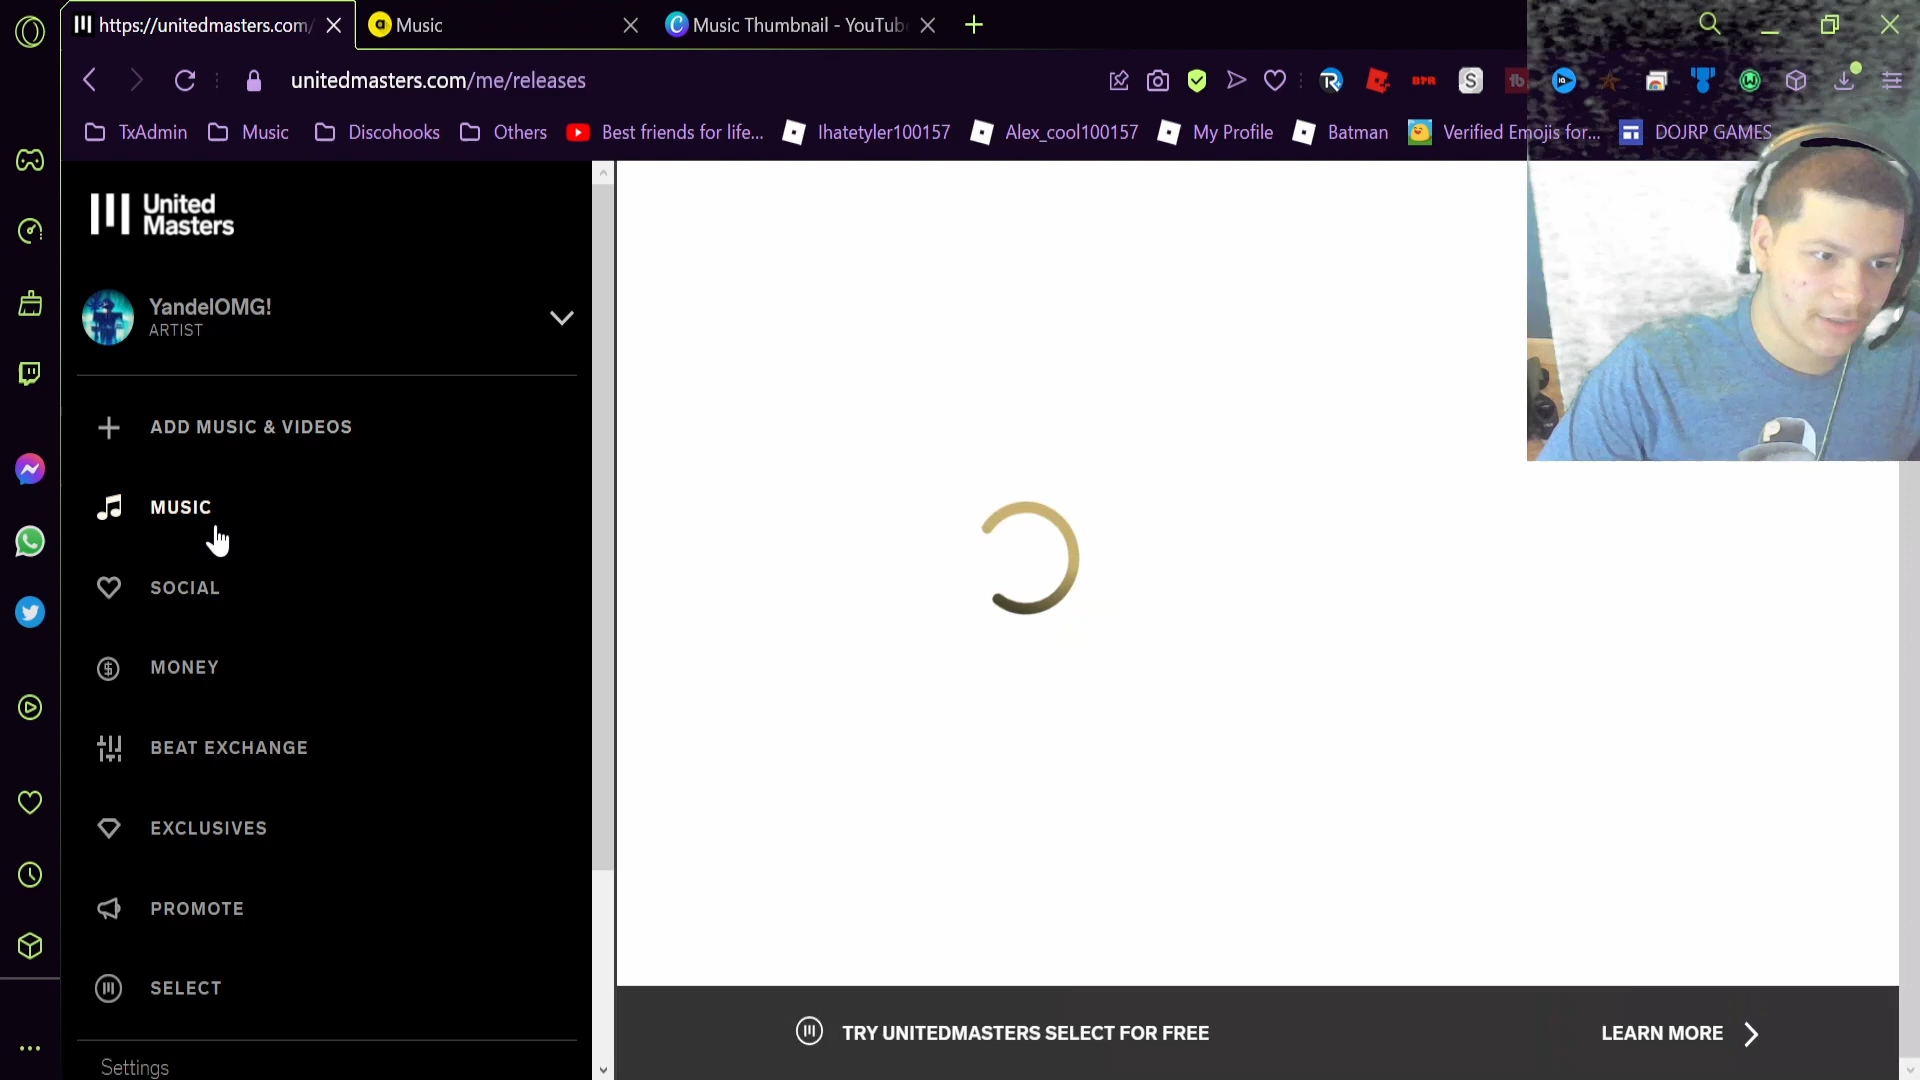 https://unitedmasters.com/
Music
Music Thumbnail - YouTub
unitedmasters.com/me/releases
BPR
S
tb
TxAdmin
Music
Discohooks
Others
Best friends for life...
Ihatetyler100157
Alex_cool100157
My Profile
Batman
Verified Emojis for...
DOJRP GAMES
United
Masters
YandelOMG!
ARTIST
ADD MUSIC & VIDEOS
MUSIC
SOCIAL
MONEY
BEAT EXCHANGE
EXCLUSIVES
PROMOTE
SELECT
Settings
TRY UNITEDMASTERS SELECT FOR FREE
LEARN MORE